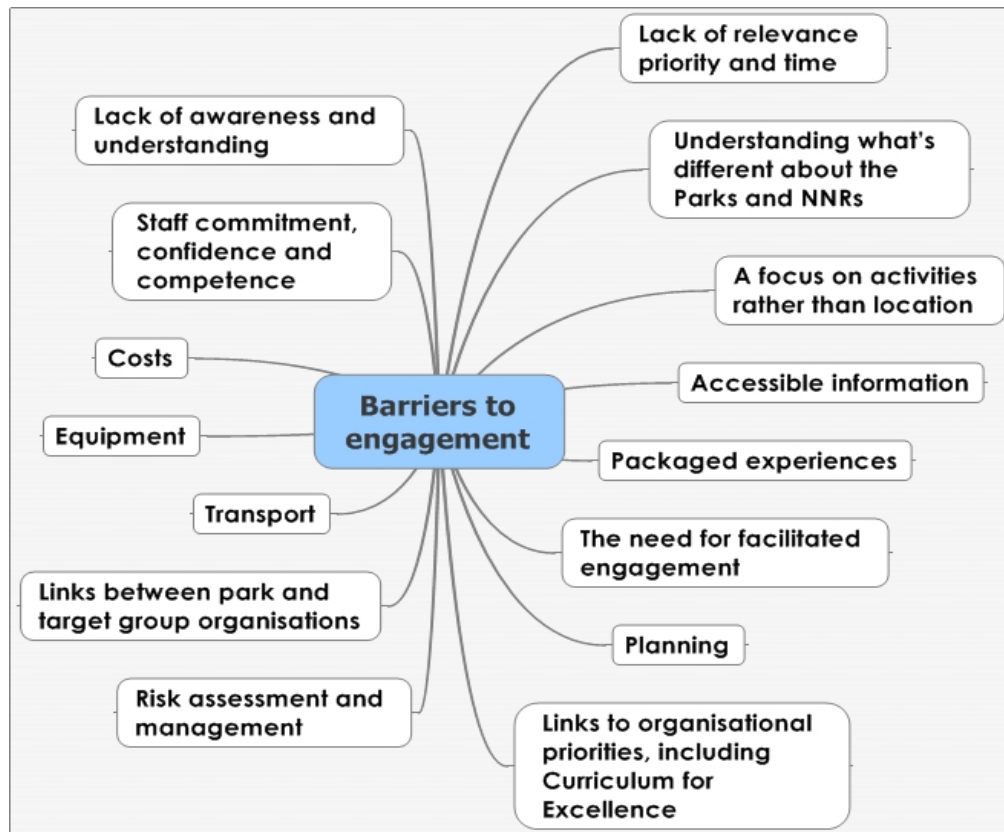 Lack of relevance
priority and time
Lack of awareness and
understanding
Understanding what's
different about the
Parks and NNRs
Staff commitment,
confidence and
competence
A focus on activities
rather than location
Costs
Accessible information
Barriers to
engagement
Equipment
Packaged experiences
Transport
The need for facilitated
engagement
Links between park and
target group organisations
Planning
Risk assessment and
management
Links to organisational
priorities, including
Curriculum for
Excellence